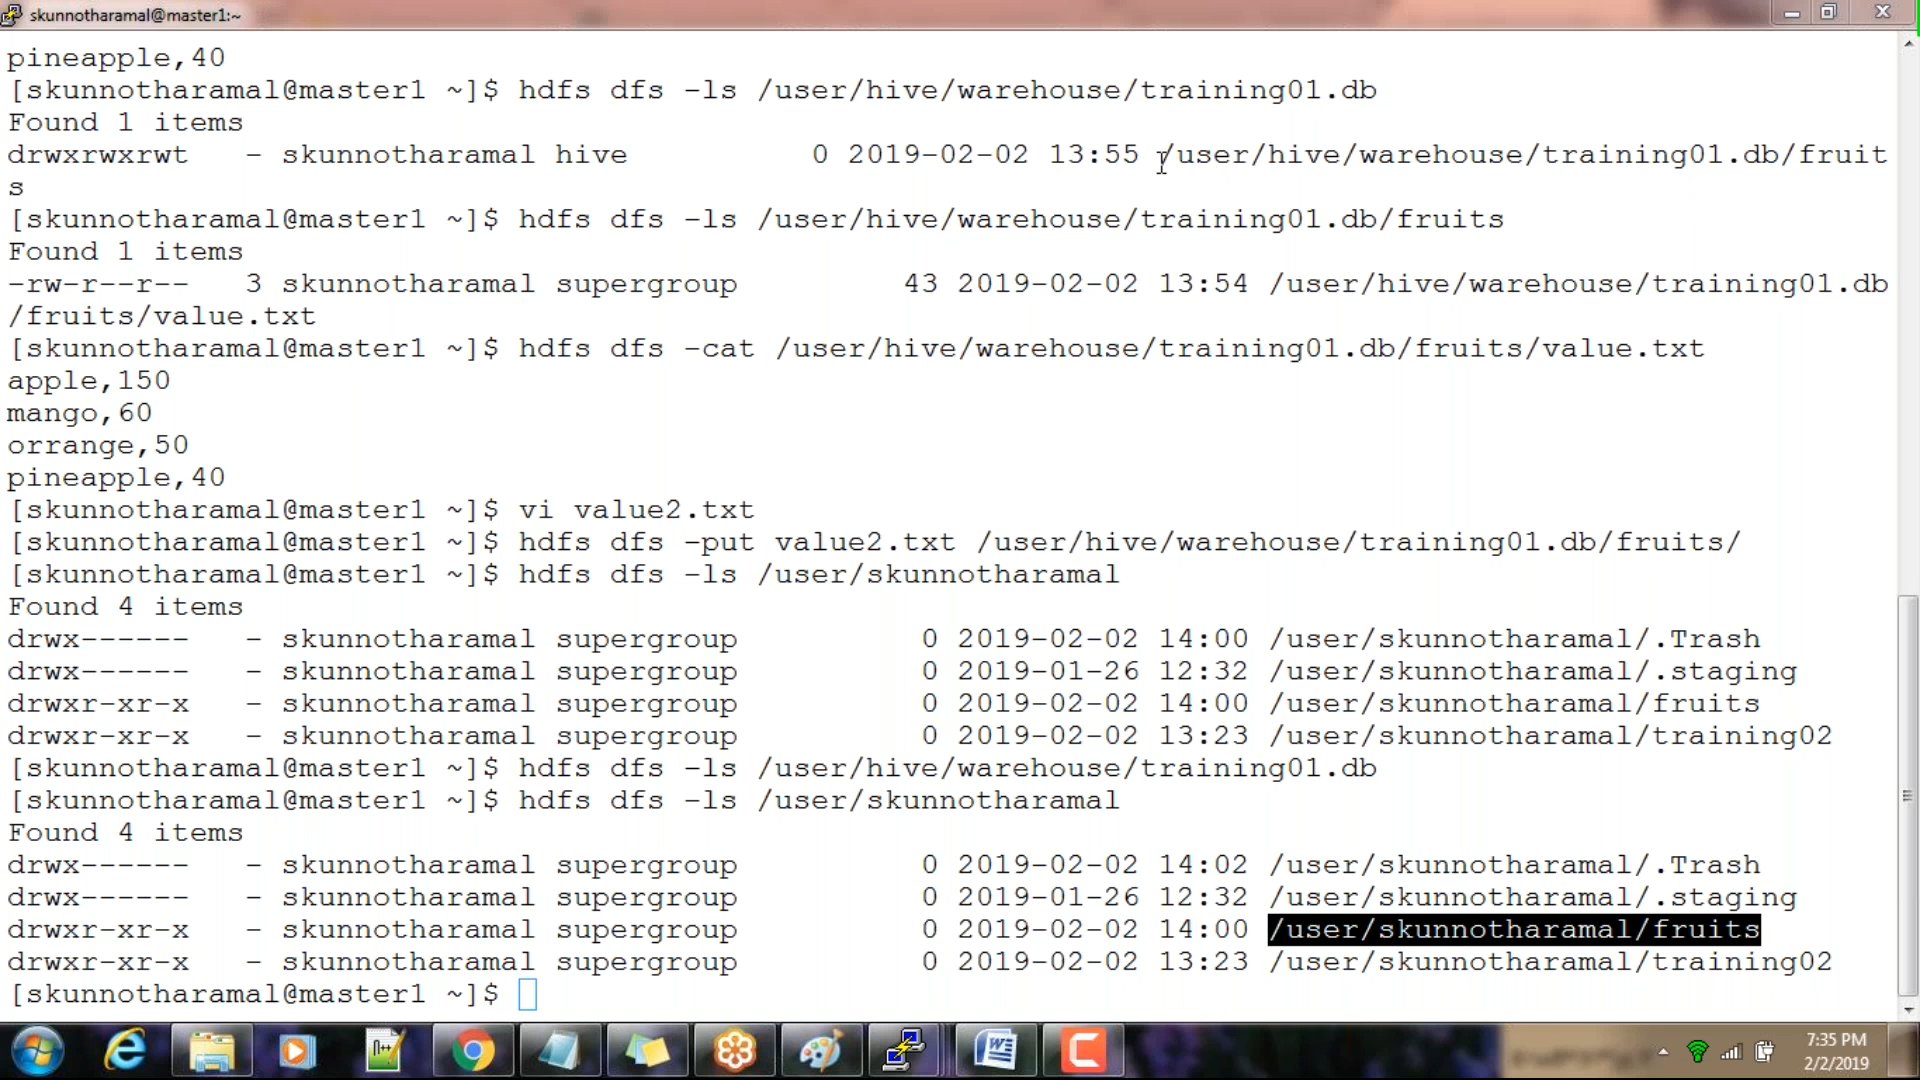 skunnotharamal@master1:~
pineapple,40
[skunnotharamal@master1 ~]$ hdfs dfs -ls /user/hive/warehouse/training01.db
Found 1 items
drwxrwxrwt   - skunnotharamal hive          0 2019-02-02 13:55 /user/hive/warehouse/training01.db/fruit
s
[skunnotharamal@master1 ~]$ hdfs dfs -ls /user/hive/warehouse/training01.db/fruits
Found 1 items
-rw-r--r--   3 skunnotharamal supergroup         43 2019-02-02 13:54 /user/hive/warehouse/training01.db
/fruits/value.txt
[skunnotharamal@master1 ~]$ hdfs dfs -cat /user/hive/warehouse/training01.db/fruits/value.txt
apple,150
mango,60
orrange,50
pineapple,40
[skunnotharamal@master1 ~]$ vi value2.txt
[skunnotharamal@master1 ~]$ hdfs dfs -put value2.txt /user/hive/warehouse/training01.db/fruits/
[skunnotharamal@master1 ~]$ hdfs dfs -ls /user/skunnotharamal
Found 4 items
drwx------   - skunnotharamal supergroup          0 2019-02-02 14:00 /user/skunnotharamal/.Trash
drwx------   - skunnotharamal supergroup          0 2019-01-26 12:32 /user/skunnotharamal/.staging
drwxr-xr-x   - skunnotharamal supergroup          0 2019-02-02 14:00 /user/skunnotharamal/fruits
drwxr-xr-x   - skunnotharamal supergroup          0 2019-02-02 13:23 /user/skunnotharamal/training02
[skunnotharamal@master1 ~]$ hdfs dfs -ls /user/hive/warehouse/training01.db
[skunnotharamal@master1 ~]$ hdfs dfs -ls /user/skunnotharamal
Found 4 items
drwx------   - skunnotharamal supergroup          0 2019-02-02 14:02 /user/skunnotharamal/.Trash
drwx------   - skunnotharamal supergroup          0 2019-01-26 12:32 /user/skunnotharamal/.staging
drwxr-xr-x   - skunnotharamal supergroup          0 2019-02-02 14:00 /user/skunnotharamal/fruits
drwxr-xr-x   - skunnotharamal supergroup          0 2019-02-02 13:23 /user/skunnotharamal/training02
[skunnotharamal@master1 ~]$
7:35 PM
2/2/2019